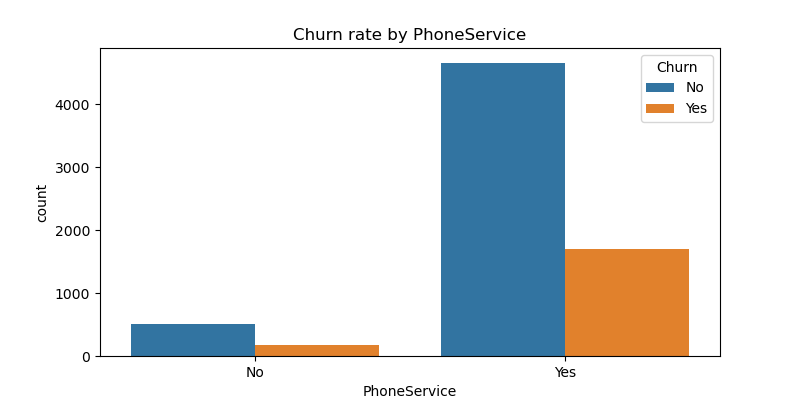 Churn rate by PhoneService
Churn
No
Yes
4000
3000
2000
1000
0
count
No
Yes
PhoneService